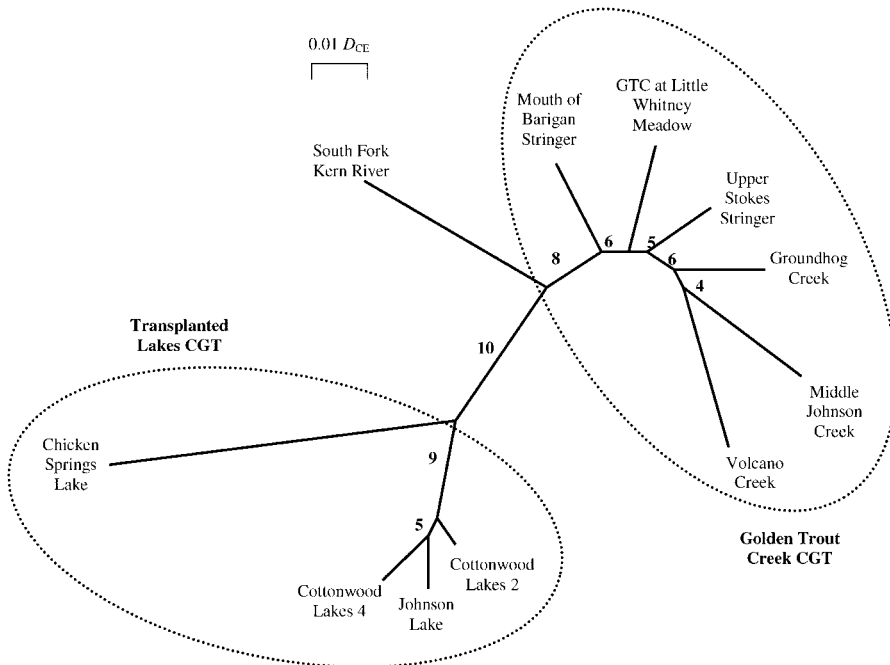 0.01 D_CE
Mouth of
Barigan
Stringer
GTC at Little
Whitney
Meadow
South Fork
Kern River
Upper
Stokes
Stringer
6
5
8
6
Groundhog
Creek
4
Transplanted
Lakes CGT
10
Middle
Johnson
Creek
Chicken
Springs
Lake
9
Volcano
Creek
5
Golden Trout
Creek CGT
Cottonwood
Lakes 2
Cottonwood
Lakes 4
Johnson
Lake